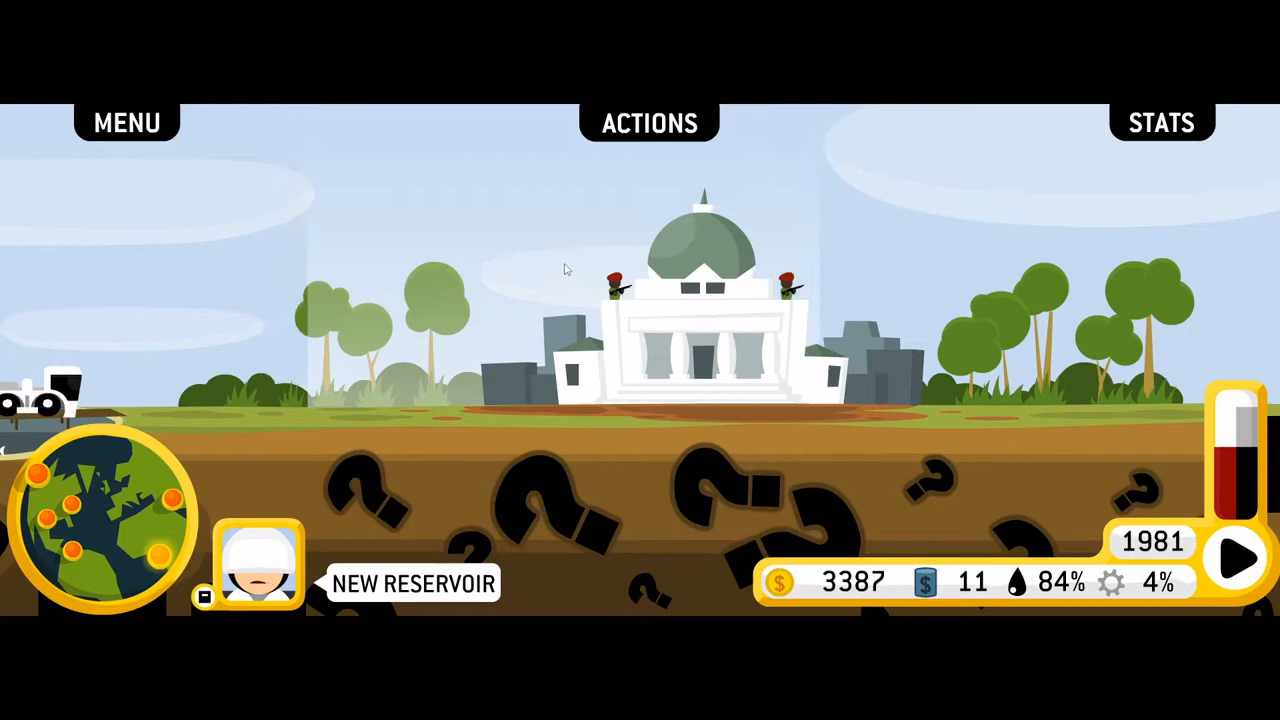 MENU
ACTIONS
STATS
NEW RESERVOIR
1981
3387 11 84% 4%